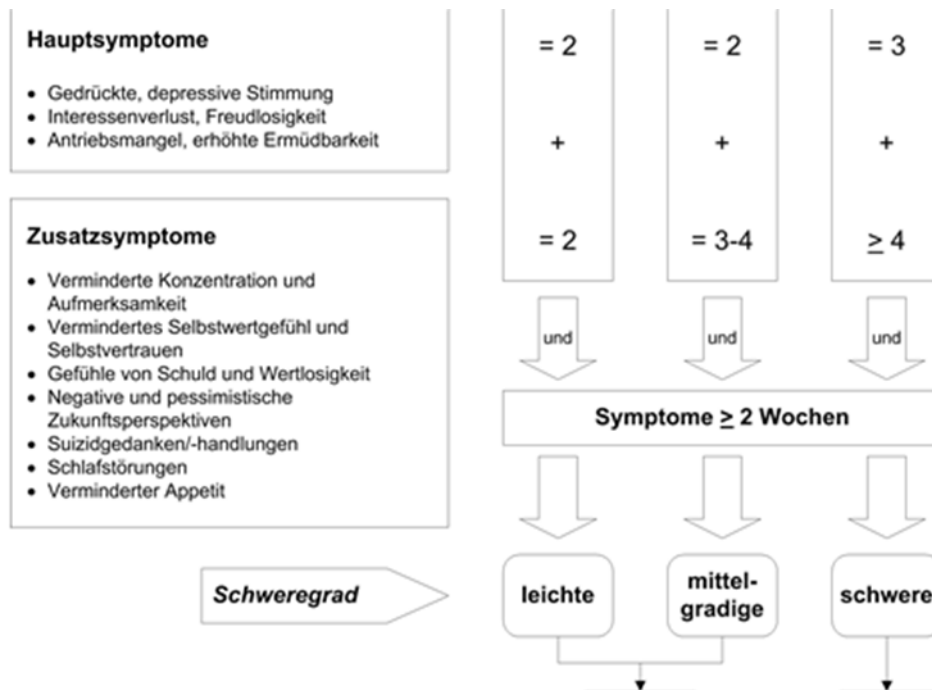 Hauptsymptome
• Gedrückte, depressive Stimmung
• Interessenverlust, Freudlosigkeit
• Antriebsmangel, erhöhte Ermüdbarkeit
= 2 = 2 = 3
+ + +
Zusatzsymptome
• Verminderte Konzentration und
Aufmerksamkeit
• Vermindertes Selbstwertgefühl und
Selbstvertrauen
• Gefühle von Schuld und Wertlosigkeit
• Negative und pessimistische
Zukunftsperspektiven
• Suizidgedanken/-handlungen
• Schlafstörungen
• Verminderter Appetit
= 2 = 3-4 ≥ 4
und und und
Symptome ≥ 2 Wochen
Schweregrad
leichte
mittel-
gradige
schwere